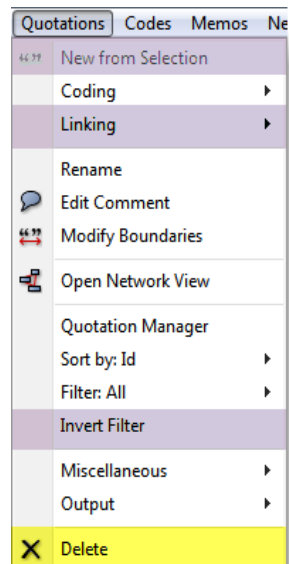 Quotations Codes Memos Ne
New from Selection
Coding
Linking
Rename
Edit Comment
Modify Boundaries
Open Network View
Quotation Manager
Sort by: Id
Filter: All
Invert Filter
Miscellaneous
Output
Delete